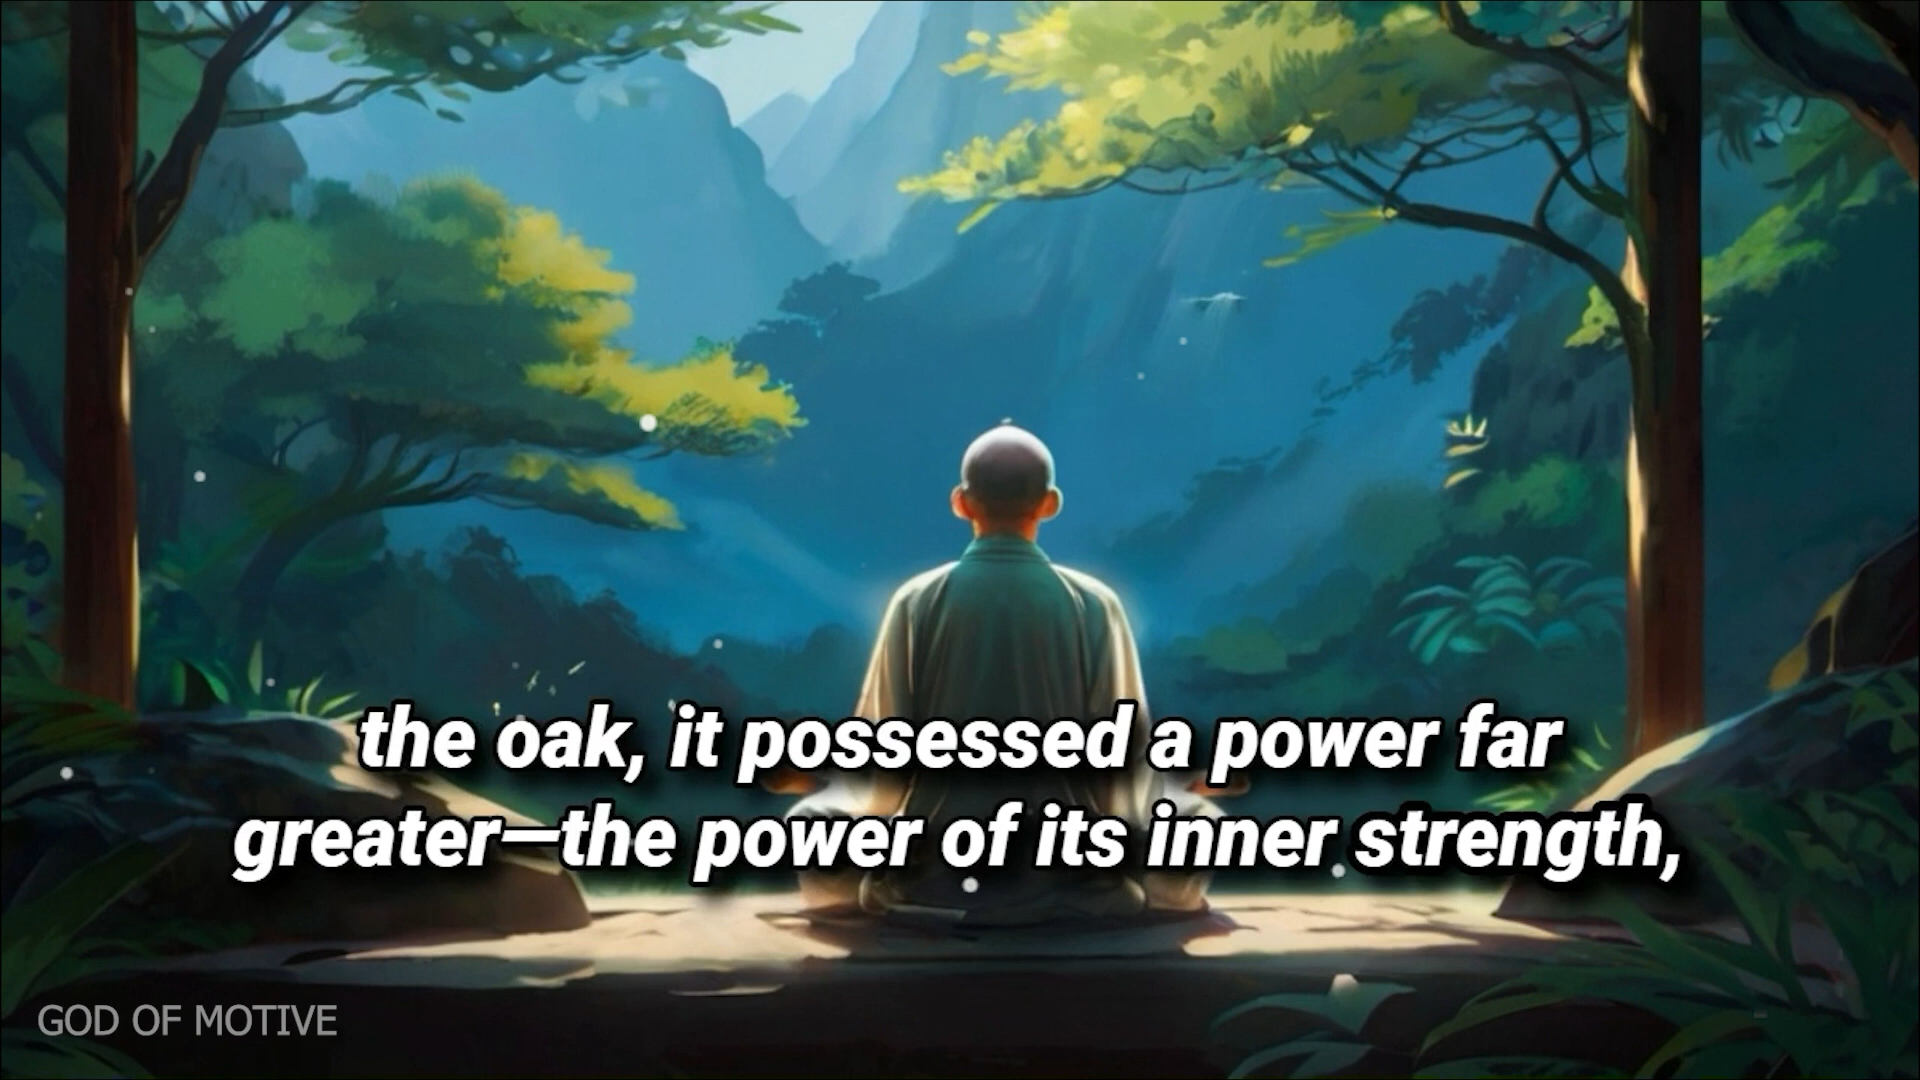 the oak, it possessed a power far
greater—the power of its inner strength,
GOD OF MOTIVE